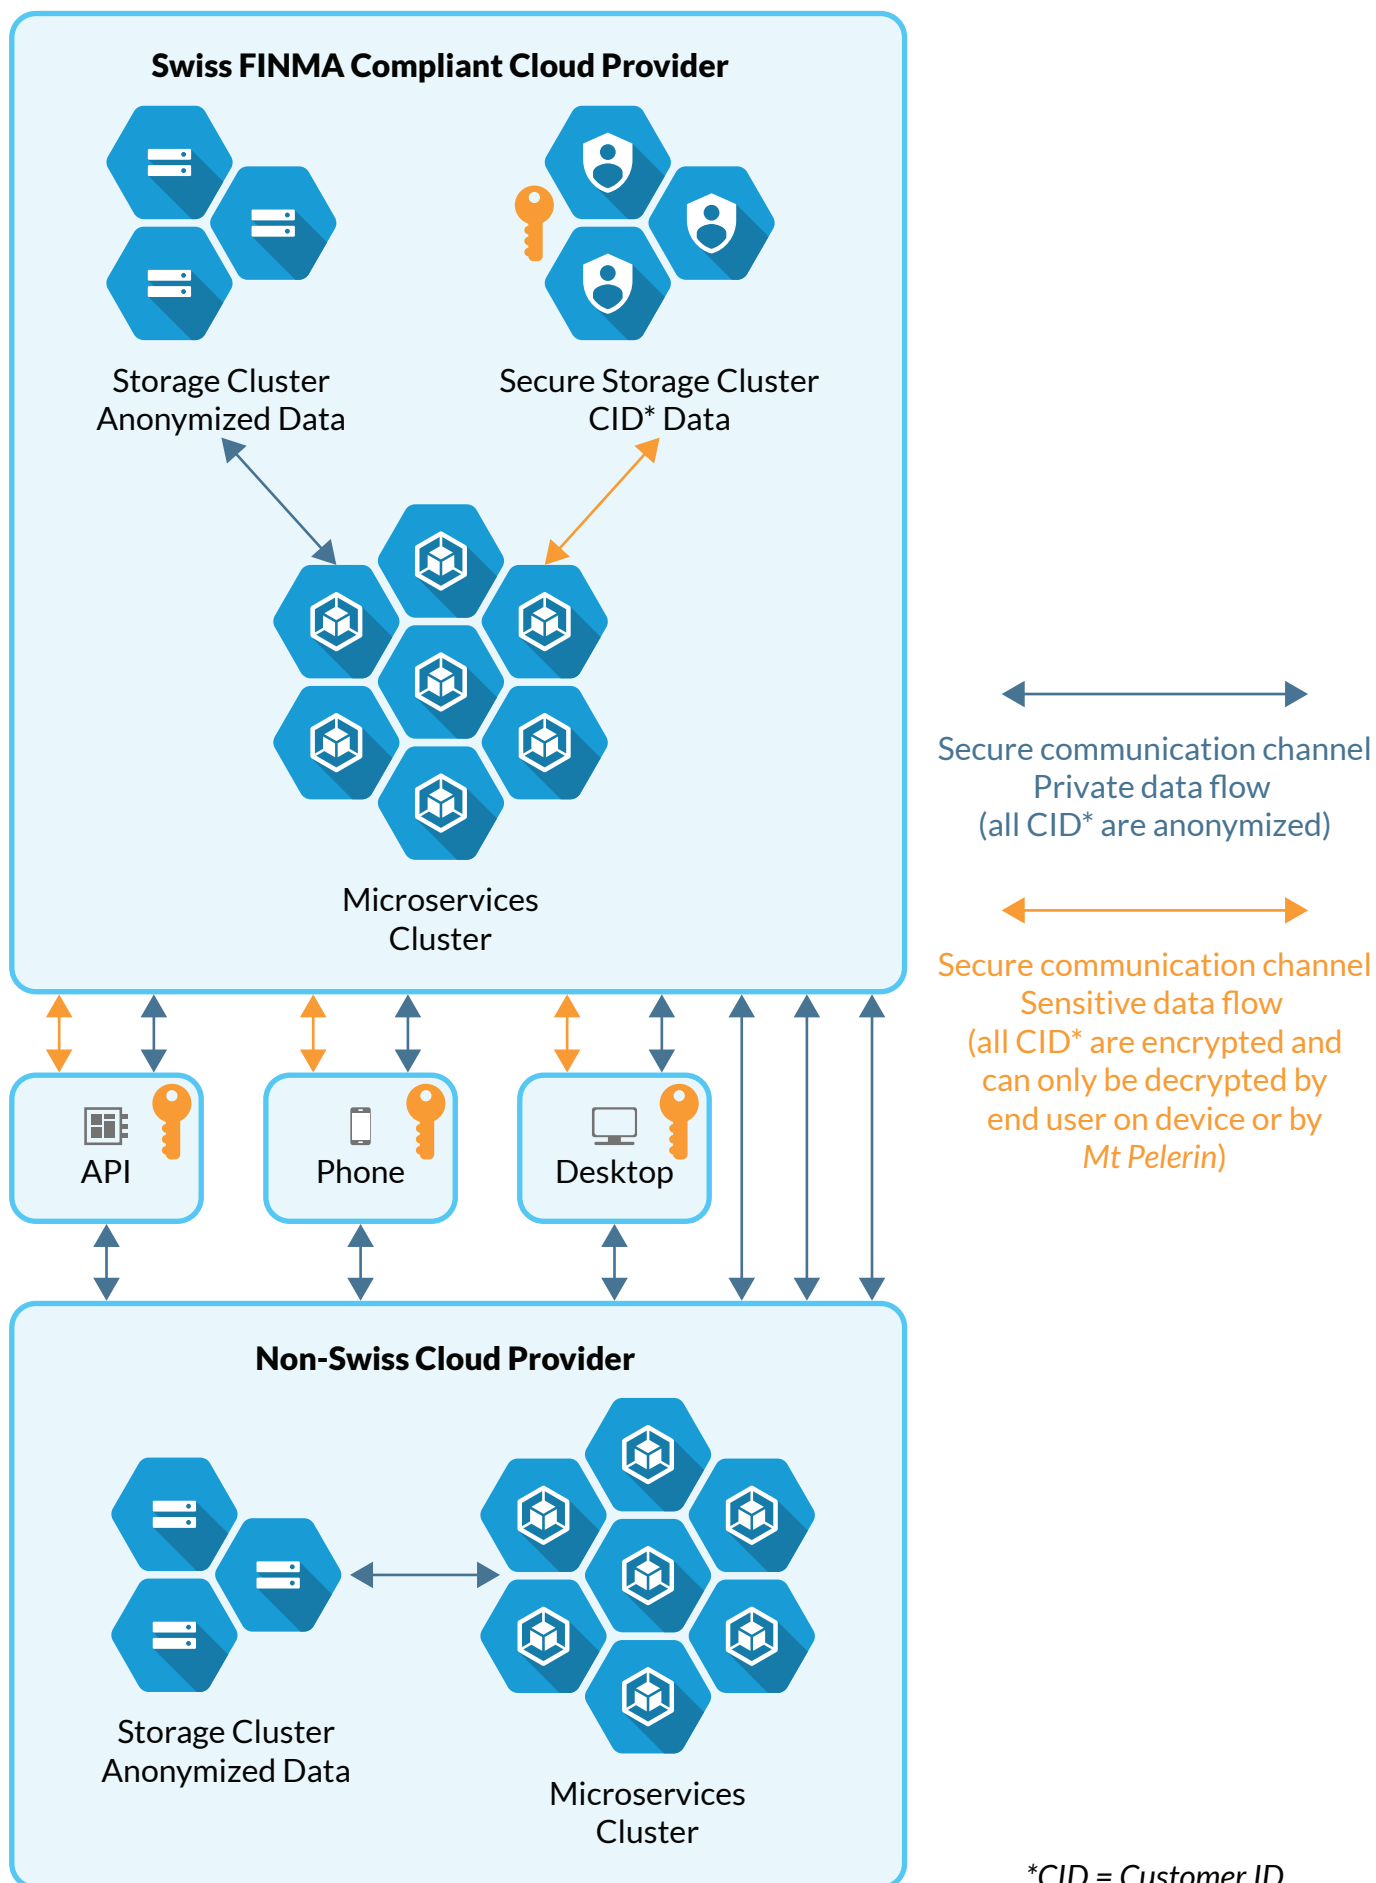 Swiss FINMA Compliant Cloud Provider
Storage Cluster
Anonymized Data
Secure Storage Cluster
CID* Data
Microservices
Cluster
Secure communication channel
Private data flow
(all CID* are anonymized)
Secure communication channel
Sensitive data flow
(all CID* are encrypted and
can only be decrypted by
end user on device or by
Mt Pelerin)
API
Phone
Desktop
Non-Swiss Cloud Provider
Storage Cluster
Anonymized Data
Microservices
Cluster
*CID = Customer ID